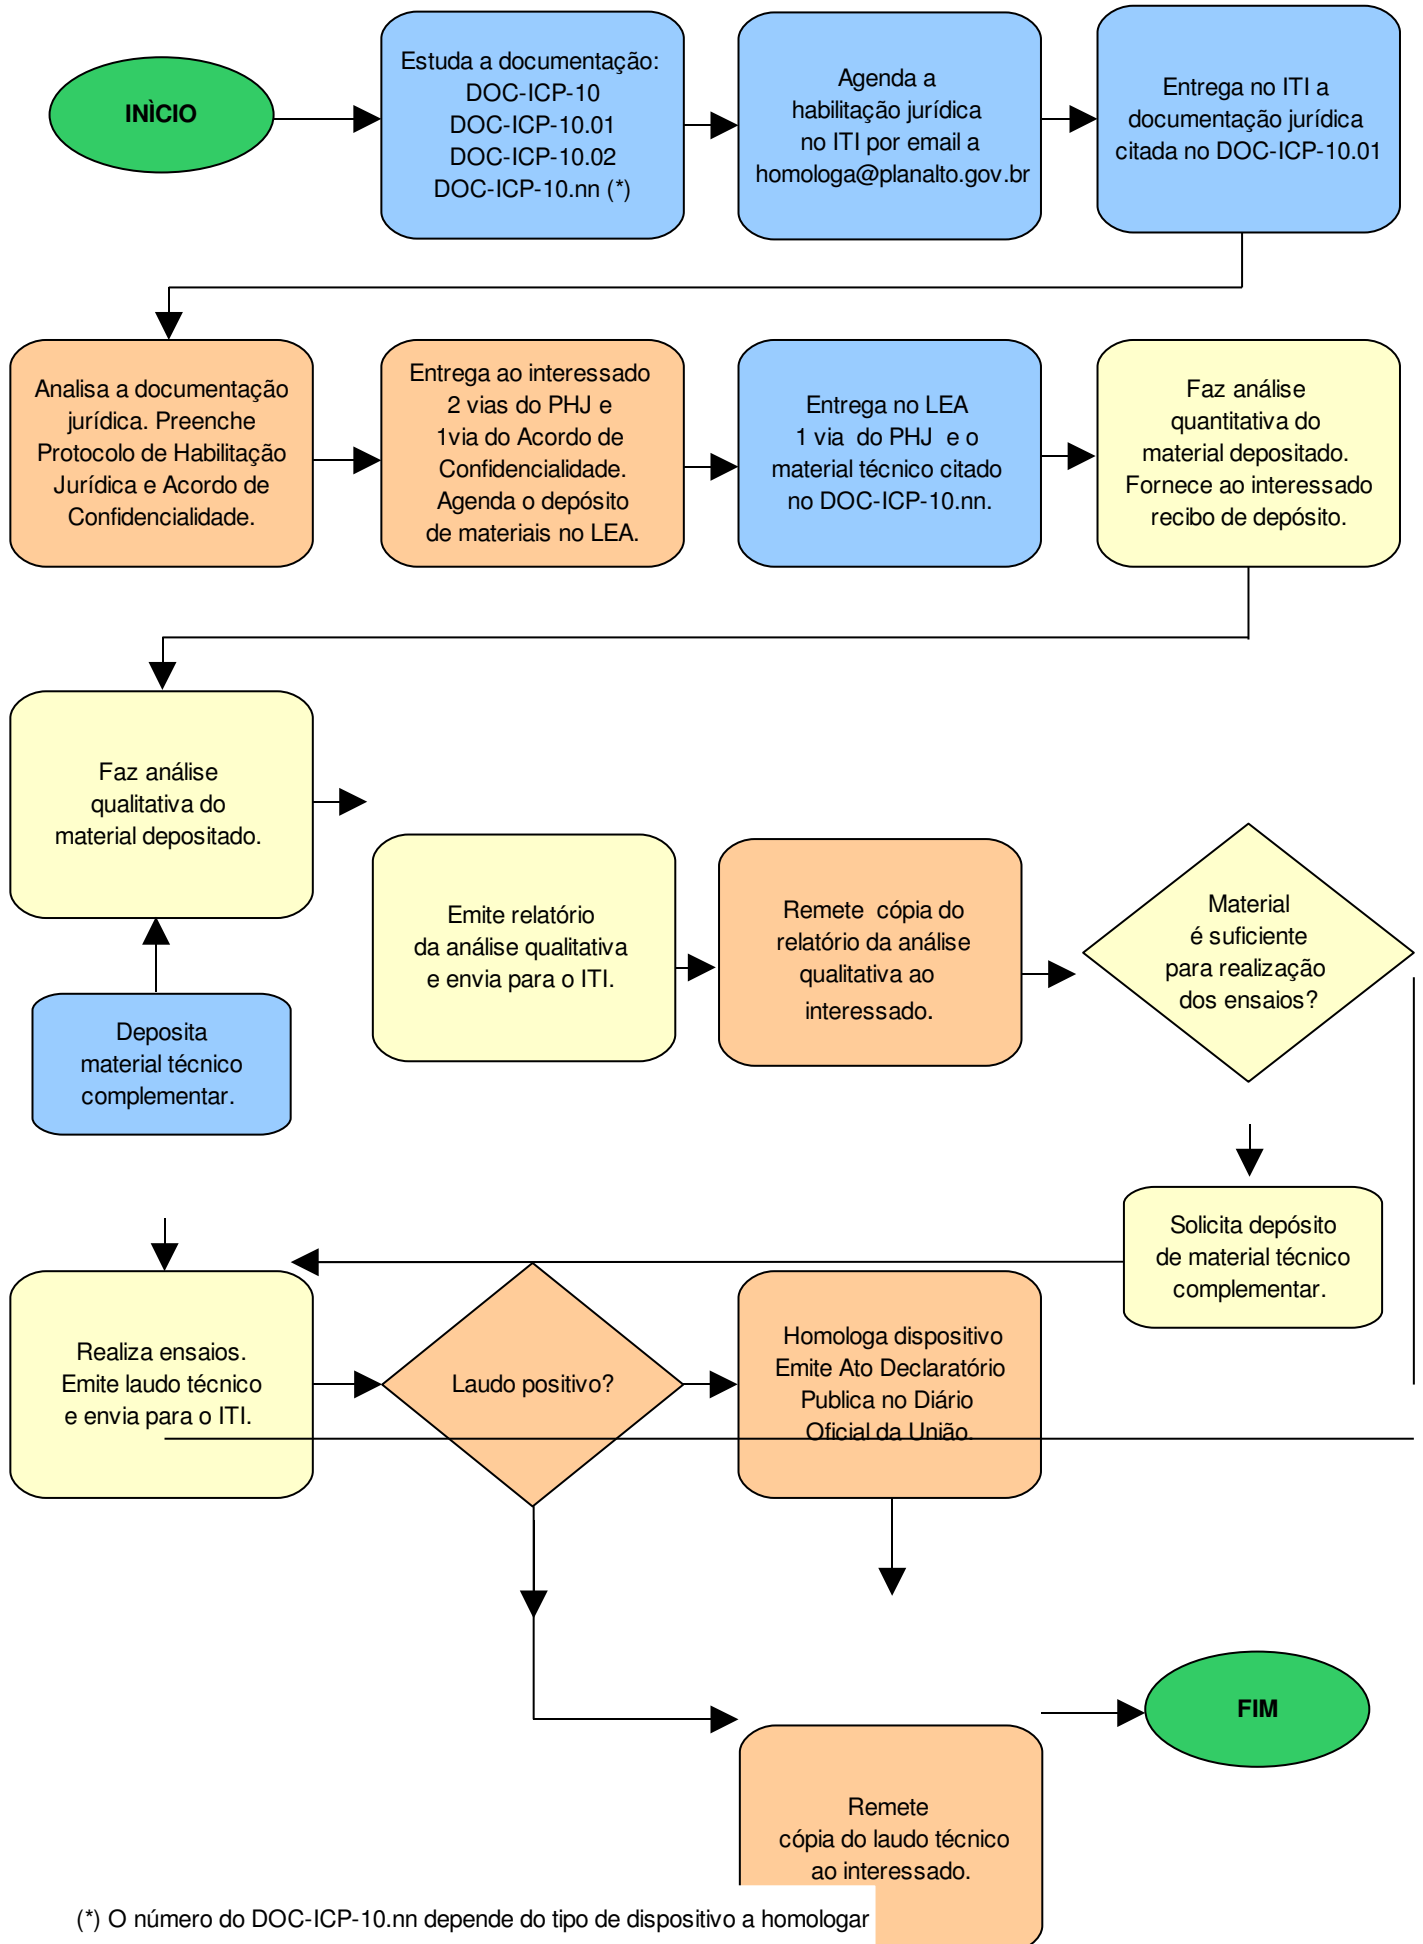 INÌCIO
Estuda a documentação:
DOC-ICP-10
DOC-ICP-10.01
DOC-ICP-10.02
DOC-ICP-10.nn (*)
Agenda a
habilitação jurídica
no ITI por email a
homologa@planalto.gov.br
Entrega no ITI a
documentação jurídica
citada no DOC-ICP-10.01
Analisa a documentação
jurídica. Preenche
Protocolo de Habilitação
Jurídica e Acordo de
Confidencialidade.
Entrega ao interessado
2 vias do PHJ e
1via do Acordo de
Confidencialidade.
Agenda o depósito
de materiais no LEA.
Entrega no LEA
1 via do PHJ e o
material técnico citado
no DOC-ICP-10.nn.
Faz análise
quantitativa do
material depositado.
Fornece ao interessado
recibo de depósito.
Faz análise
qualitativa do
material depositado.
Emite relatório
da análise qualitativa
e envia para o ITI.
Remete cópia do
relatório da análise
qualitativa ao
interessado.
Material
é suficiente
para realização
dos ensaios?
Deposita
material técnico
complementar.
Solicita depósito
de material técnico
complementar.
Realiza ensaios.
Emite laudo técnico
e envia para o ITI.
Laudo positivo?
Homologa dispositivo
Emite Ato Declaratório
Publica no Diário
Oficial da União.
FIM
Remete
cópia do laudo técnico
ao interessado.
(*) O número do DOC-ICP-10.nn depende do tipo de dispositivo a homologar